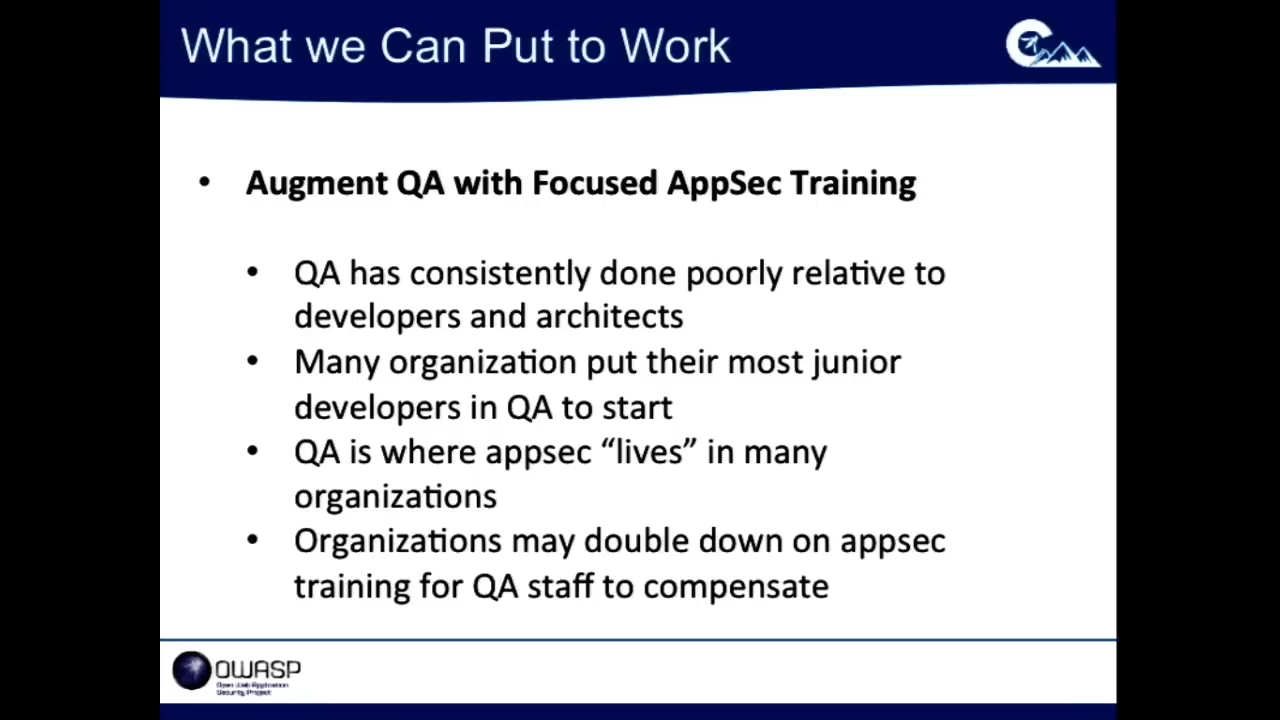 What we Can Put to Work
• Augment QA with Focused AppSec Training
• QA has consistently done poorly relative to
developers and architects
• Many organization put their most junior
developers in QA to start
• QA is where appsec “lives” in many
organizations
• Organizations may double down on appsec
training for QA staff to compensate
OWASP
Open Web Application
Security Project